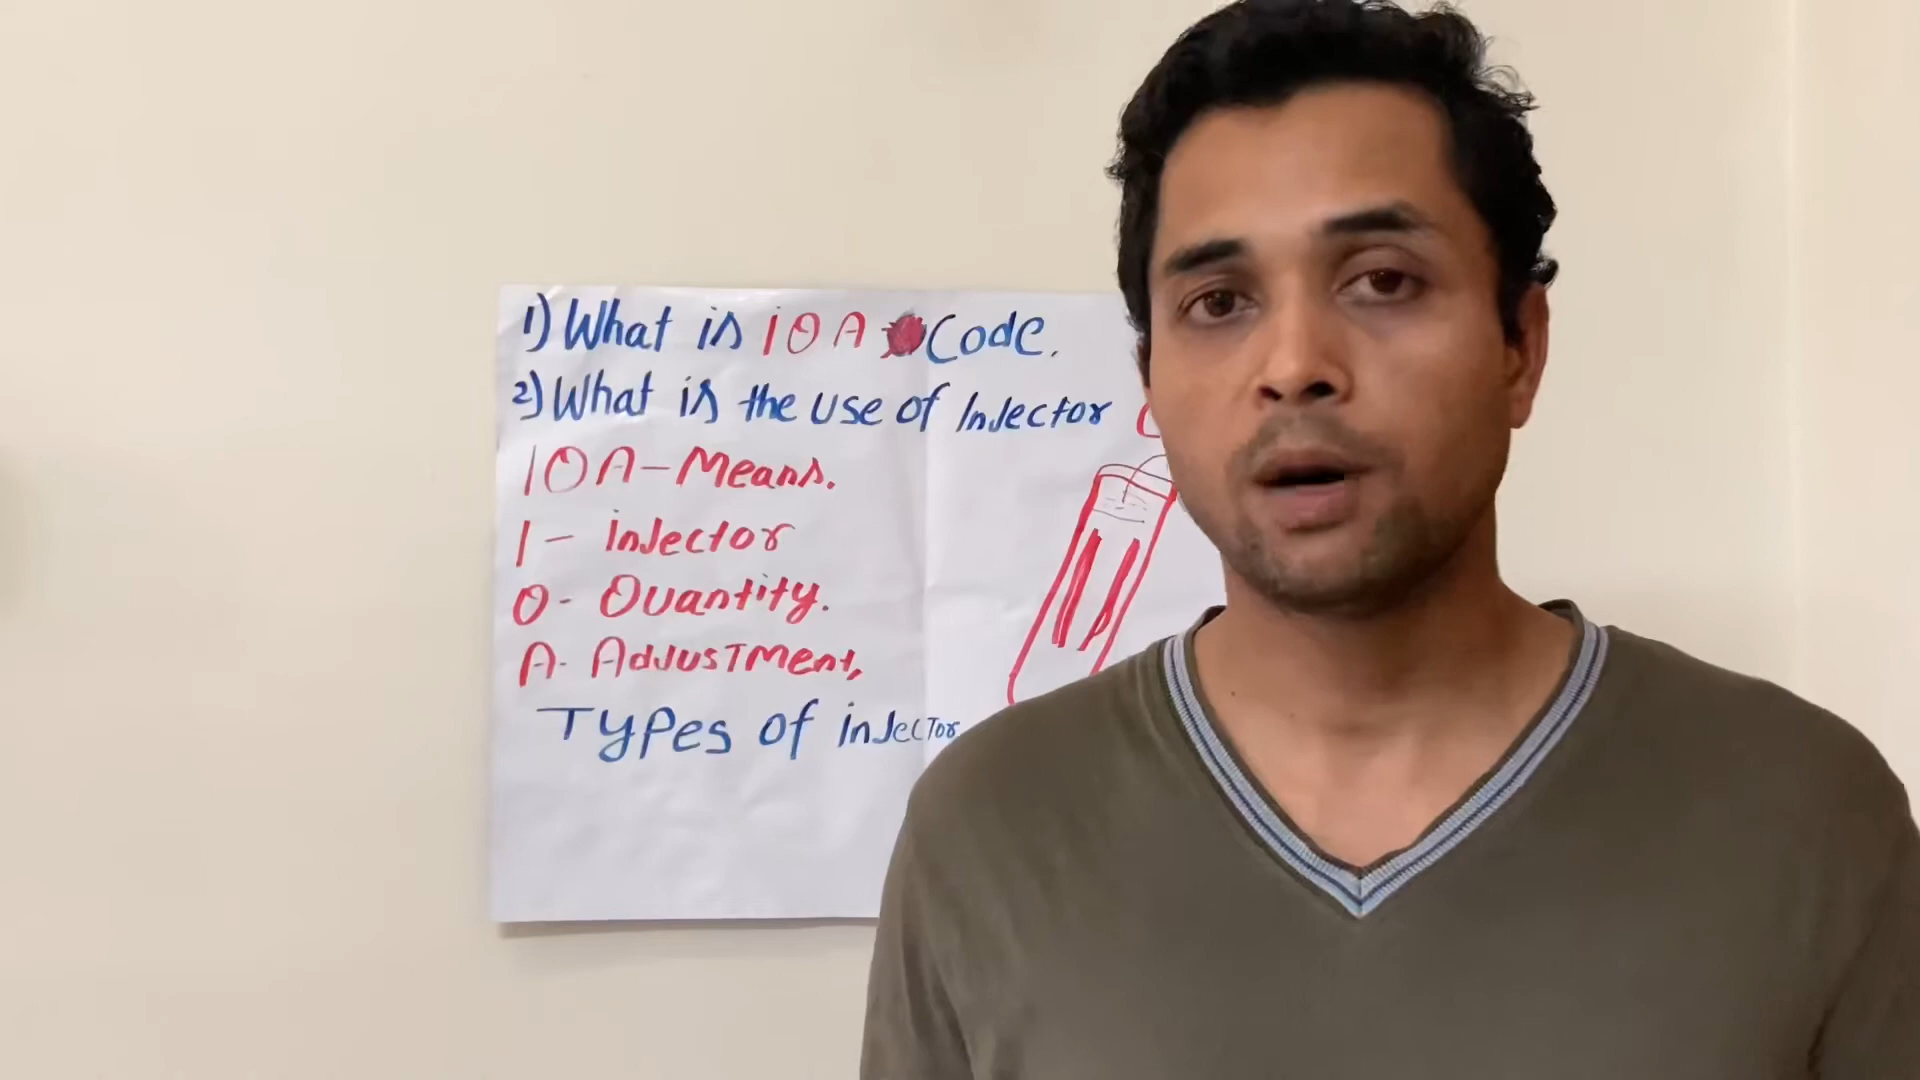 1) What is IQA Code.
2) What is the use of Injector
IQA - Means.
I - injector
Q - Quantity.
A - Adjustment,
Types of injector